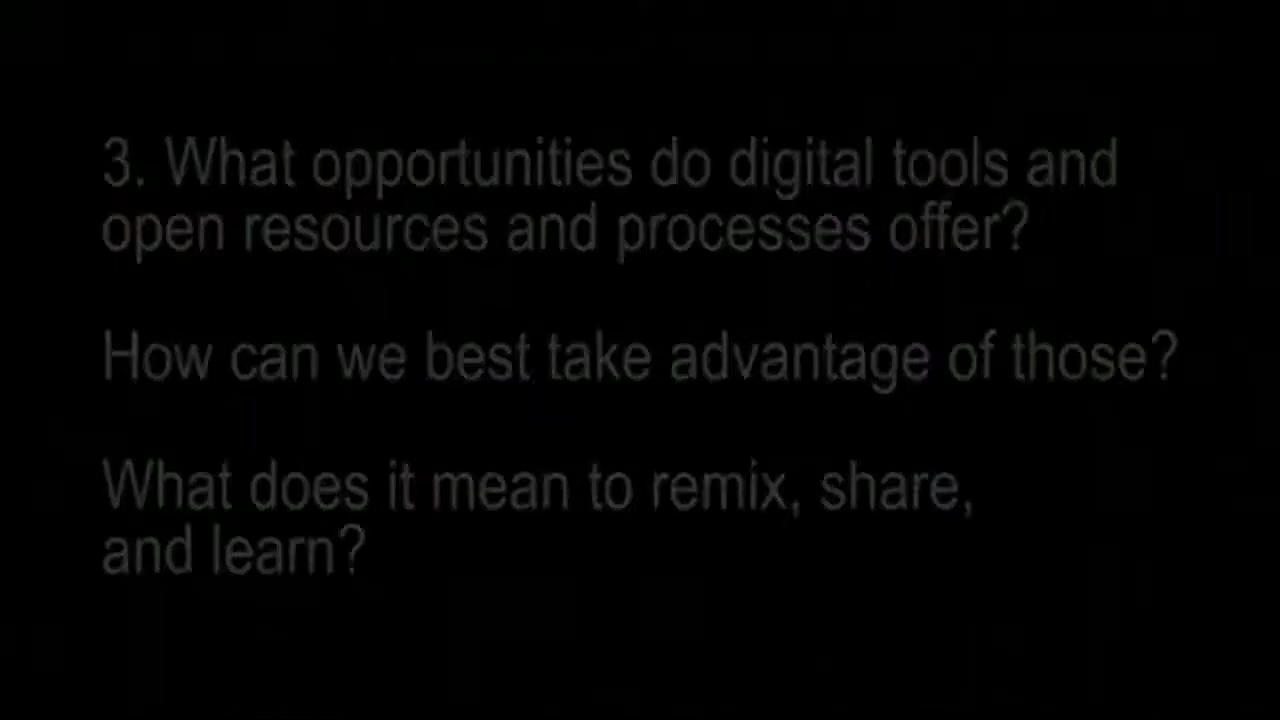 3. What opportunities do digital tools and
open resources and processes offer?
How can we best take advantage of those?
What does it mean to remix, share,
and learn?